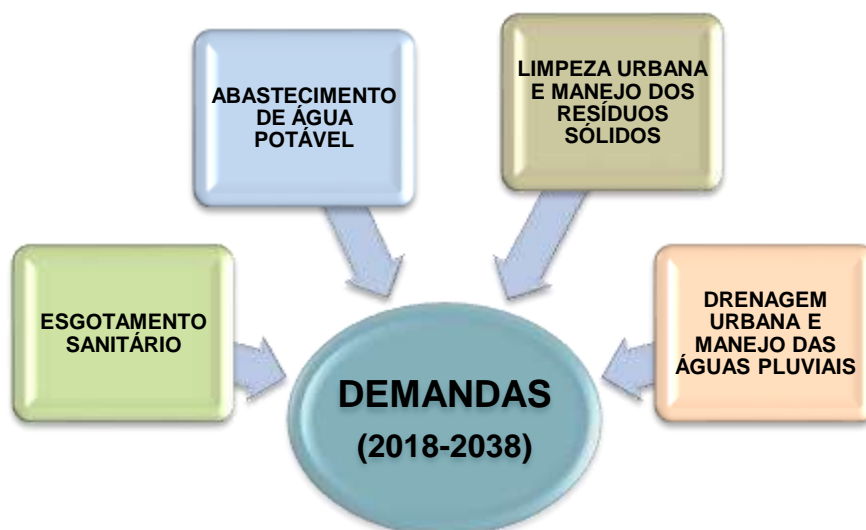 ABASTECIMENTO
DE ÁGUA
POTÁVEL
LIMPEZA URBANA
E MANEJO DOS
RESÍDUOS
SÓLIDOS
ESGOTAMENTO
SANITÁRIO
DRENAGEM
URBANA E
MANEJO DAS
ÁGUAS PLUVIAIS
DEMANDAS
(2018-2038)